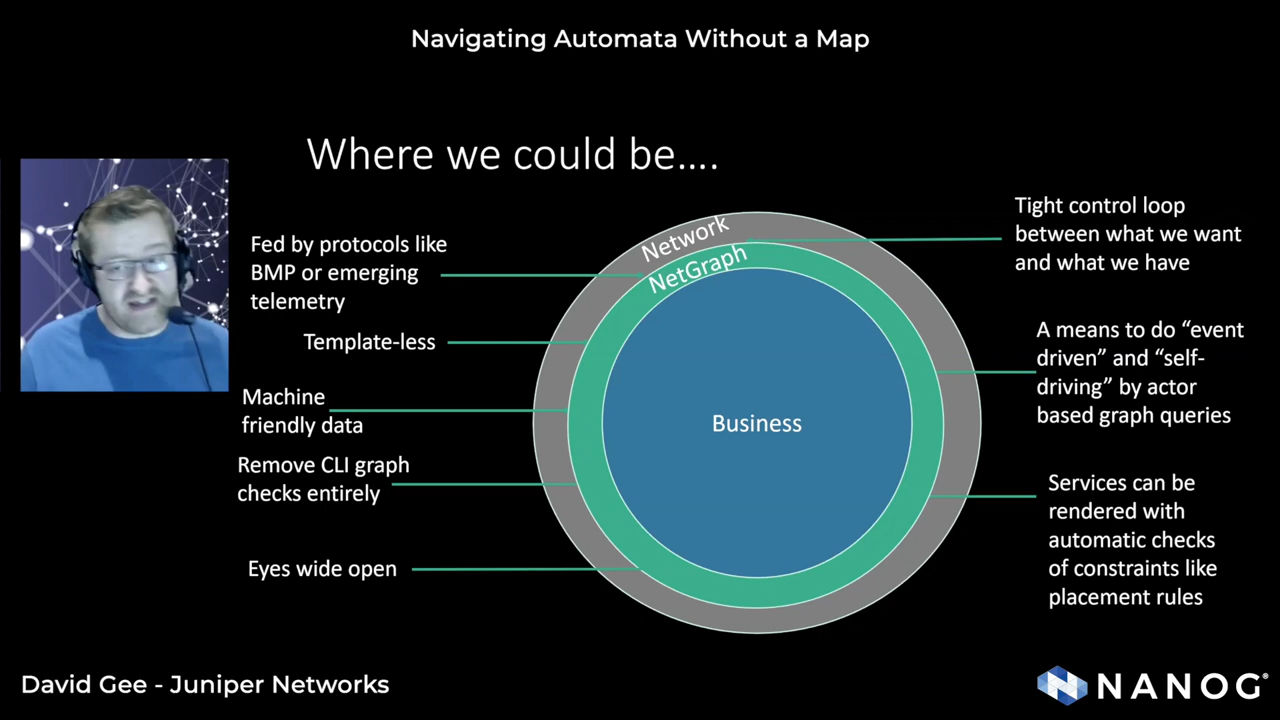 Navigating Automata Without a Map
Where we could be....
Fed by protocols like
BMP or emerging
telemetry
Template-less
Machine
friendly data
Remove CLI graph
checks entirely
Eyes wide open
Network
NetGraph
Business
Tight control loop
between what we want
and what we have
A means to do “event
driven” and “self-
driving” by actor
based graph queries
Services can be
rendered with
automatic checks
of constraints like
placement rules
David Gee - Juniper Networks
NANOG®